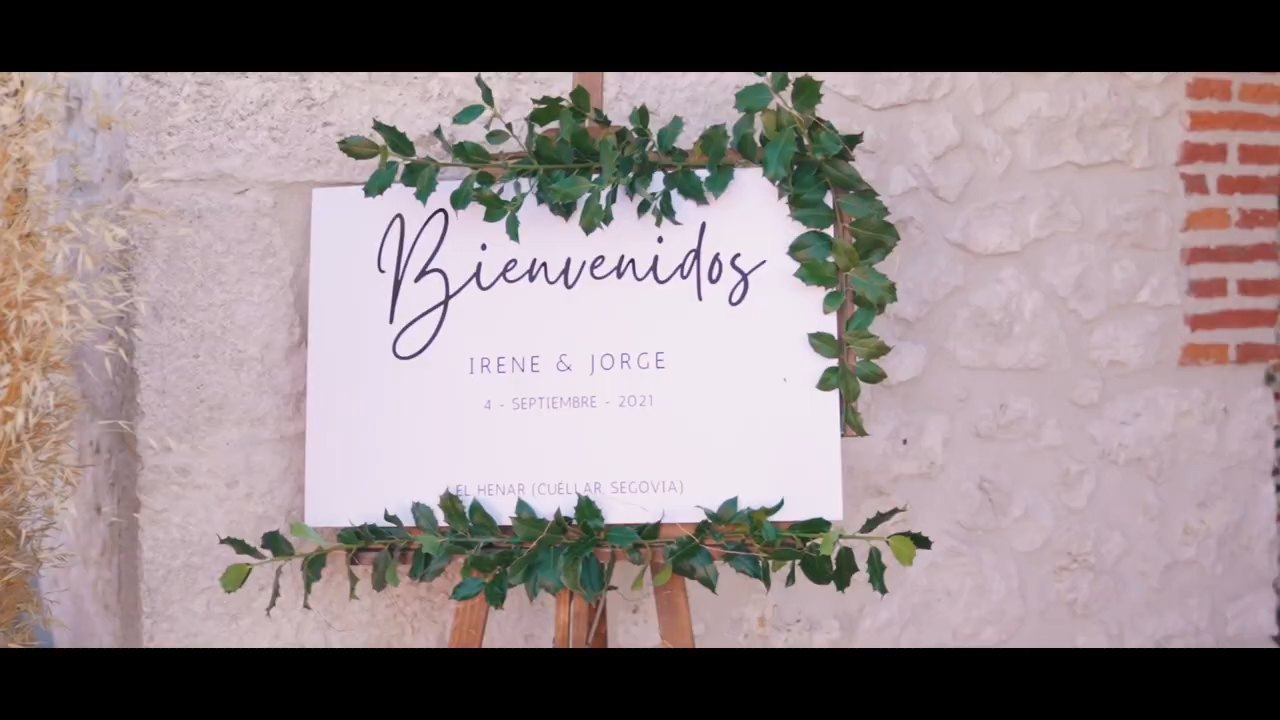 Bienvenidos
IRENE & JORGE
4 - SEPTIEMBRE - 2021
EL HENAR (CUÉLLAR, SEGOVIA)